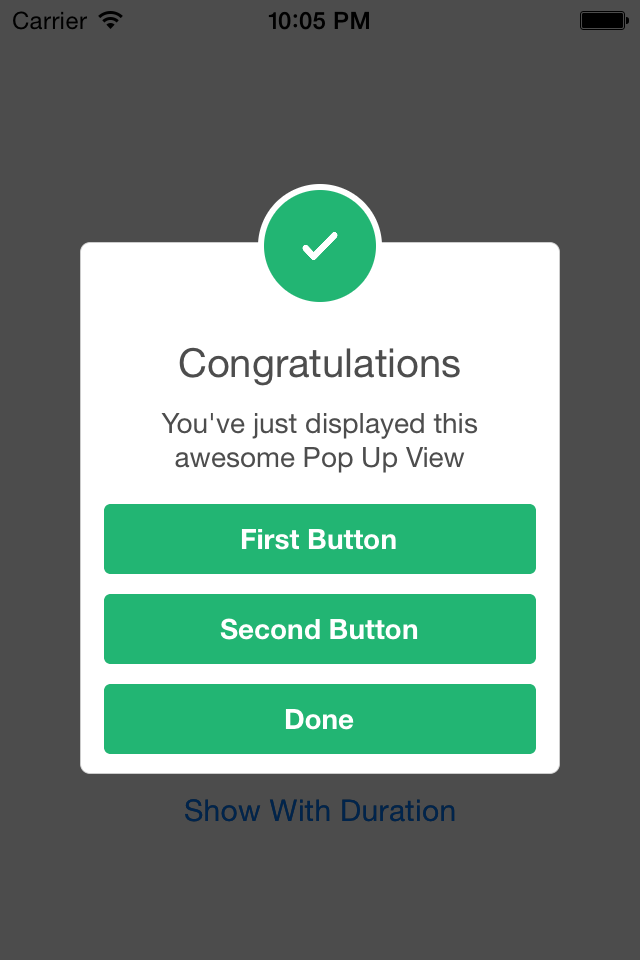 Carrier 10:05 PM
Congratulations
You've just displayed this
awesome Pop Up View
First Button
Second Button
Done
Show With Duration